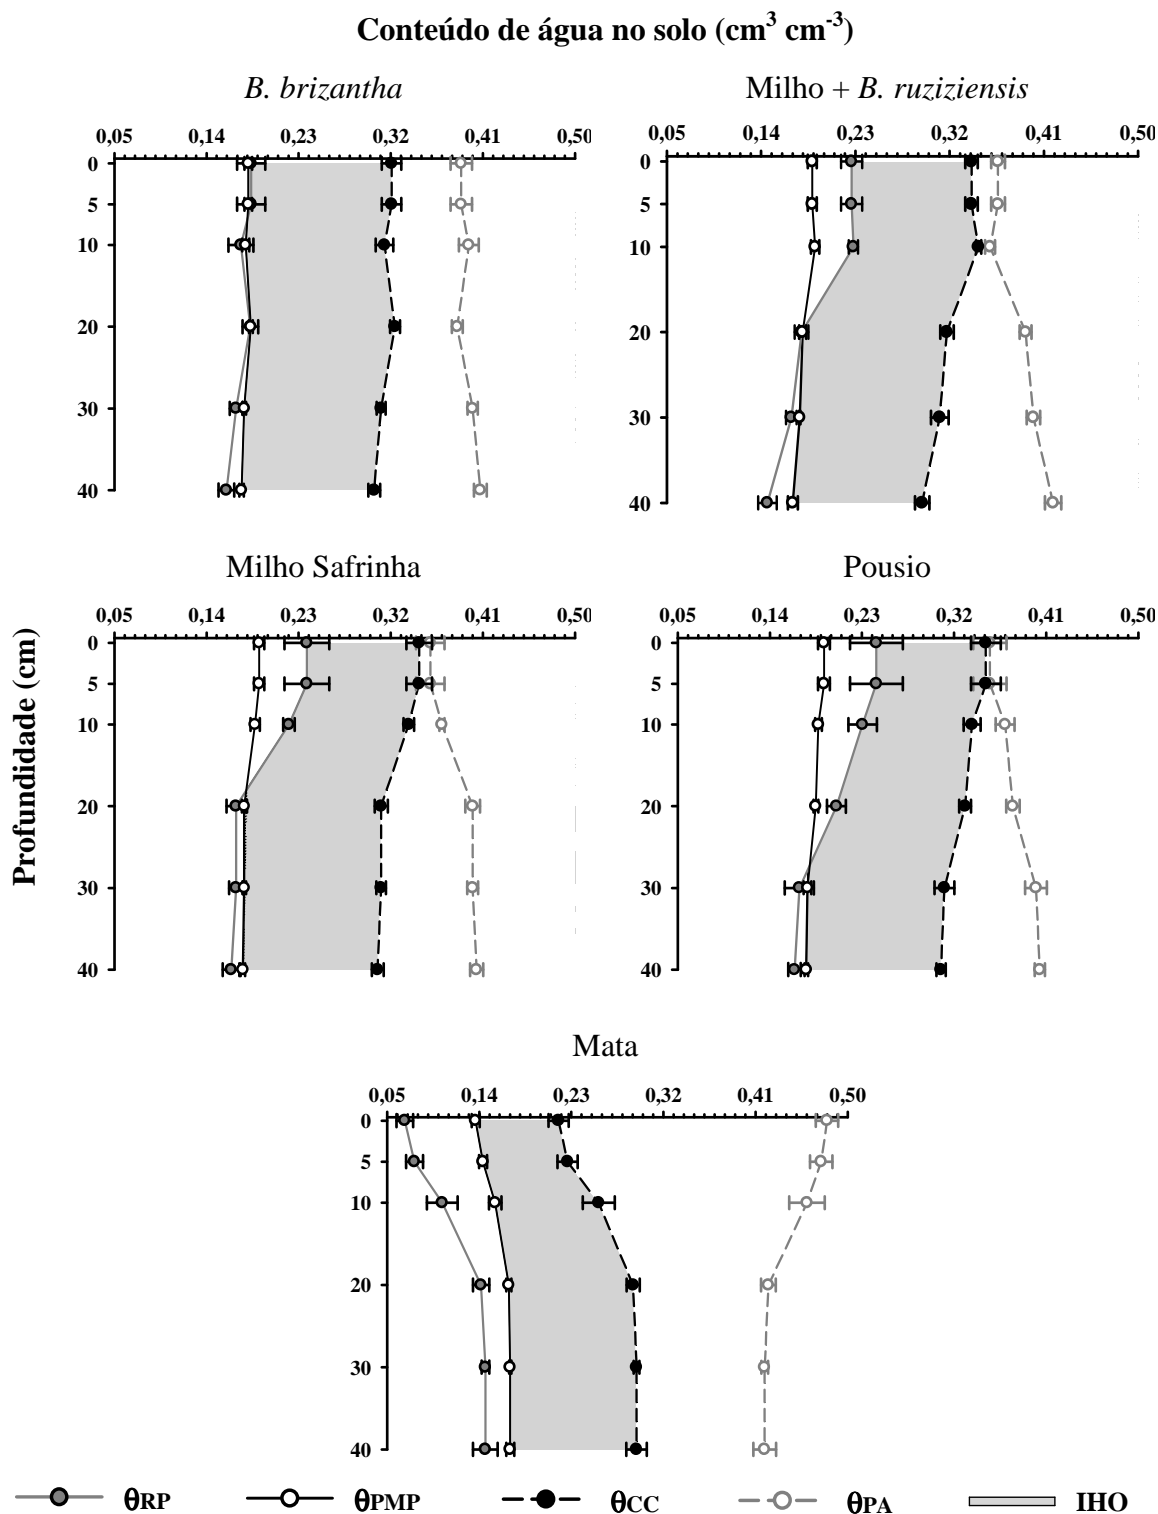 Conteúdo de água no solo (cm³ cm⁻³)
B. brizantha
0,05 0,14 0,23 0,32 0,41 0,50
0
5
10
20
30
40
Milho + B. ruziziensis
0,05 0,14 0,23 0,32 0,41 0,50
0
5
10
20
30
40
Profundidade (cm)
Milho Safrinha
0,05 0,14 0,23 0,32 0,41 0,50
0
5
10
20
30
40
Pousio
0,05 0,14 0,23 0,32 0,41 0,50
0
5
10
20
30
40
Mata
0,05 0,14 0,23 0,32 0,41 0,50
0
5
10
20
30
40
θRP θPMP θCC θPA IHO